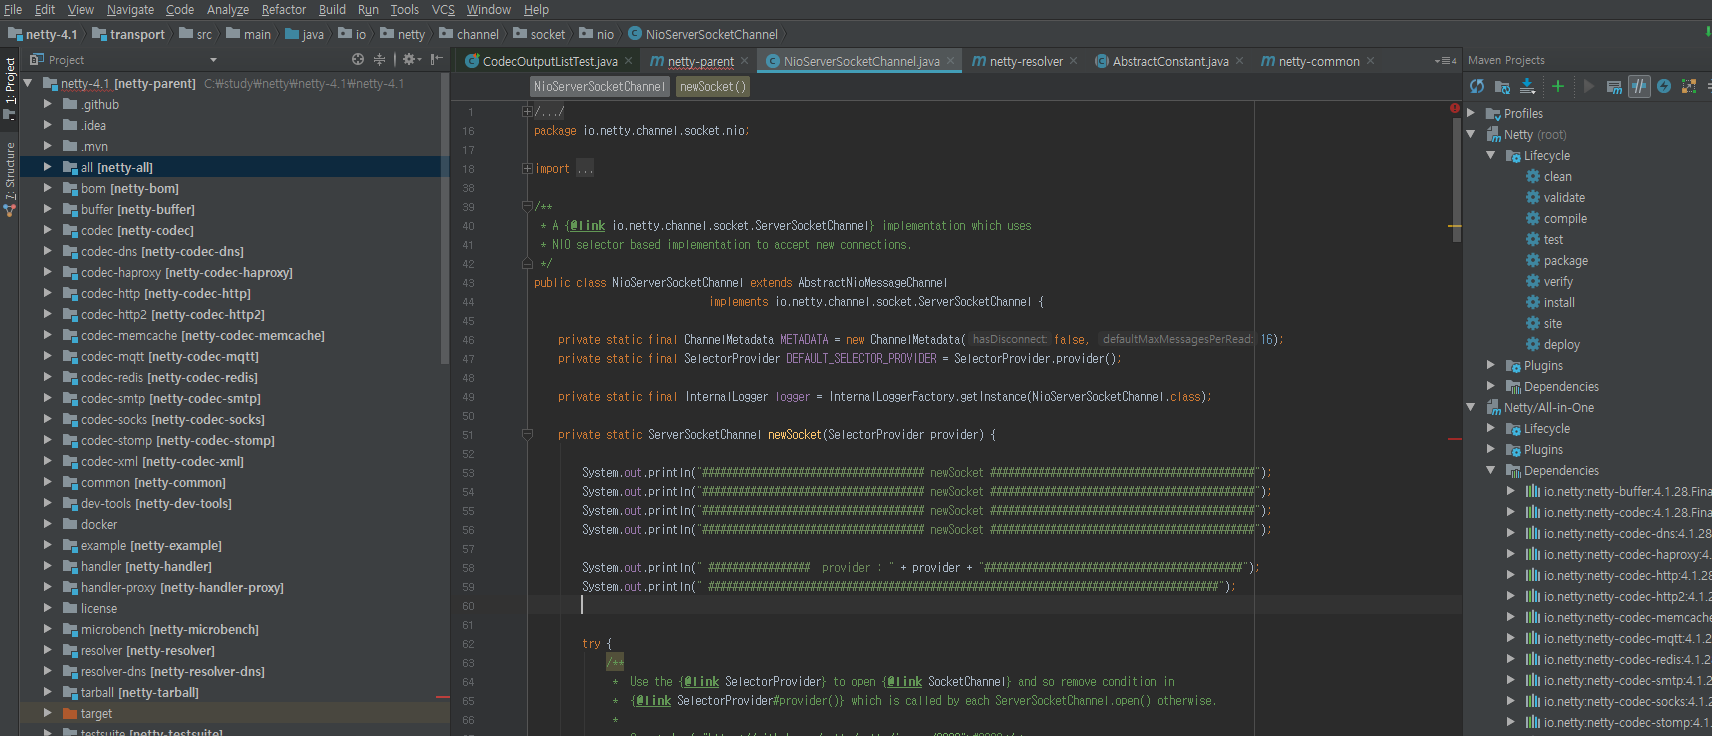 File Edit View Navigate Code Analyze Refactor Build Run Tools VCS Window Help
netty-4.1 transport src main java io netty channel socket nio NioServerSocketChannel
1: Project
7: Structure
Project
netty-4.1 [netty-parent] C:￦study￦netty￦netty-4.1￦netty-4.1
.github
.idea
.mvn
all [netty-all]
bom [netty-bom]
buffer [netty-buffer]
codec [netty-codec]
codec-dns [netty-codec-dns]
codec-haproxy [netty-codec-haproxy]
codec-http [netty-codec-http]
codec-http2 [netty-codec-http2]
codec-memcache [netty-codec-memcache]
codec-mqtt [netty-codec-mqtt]
codec-redis [netty-codec-redis]
codec-smtp [netty-codec-smtp]
codec-socks [netty-codec-socks]
codec-stomp [netty-codec-stomp]
codec-xml [netty-codec-xml]
common [netty-common]
dev-tools [netty-dev-tools]
docker
example [netty-example]
handler [netty-handler]
handler-proxy [netty-handler-proxy]
license
microbench [netty-microbench]
resolver [netty-resolver]
resolver-dns [netty-resolver-dns]
tarball [netty-tarball]
target
testsuite [netty-testsuite]
CodecOutputListTest.java netty-parent NioServerSocketChannel.java netty-resolver AbstractConstant.java netty-common
NioServerSocketChannel newSocket()
1 /.../
16 package io.netty.channel.socket.nio;
17
18 import ...
38
39 /**
40 * A {@link io.netty.channel.socket.ServerSocketChannel} implementation which uses
41 * NIO selector based implementation to accept new connections.
42 */
43 public class NioServerSocketChannel extends AbstractNioMessageChannel
44 implements io.netty.channel.socket.ServerSocketChannel {
45
46 private static final ChannelMetadata METADATA = new ChannelMetadata( hasDisconnect: false, defaultMaxMessagesPerRead: 16);
47 private static final SelectorProvider DEFAULT_SELECTOR_PROVIDER = SelectorProvider.provider();
48
49 private static final InternalLogger logger = InternalLoggerFactory.getInstance(NioServerSocketChannel.class);
50
51 private static ServerSocketChannel newSocket(SelectorProvider provider) {
52
53 System.out.println("##################################### newSocket ############################################");
54 System.out.println("##################################### newSocket ############################################");
55 System.out.println("##################################### newSocket ############################################");
56 System.out.println("##################################### newSocket ############################################");
57
58 System.out.println(" ################# provider : " + provider + "###########################################");
59 System.out.println(" #####################################################################################");
60
61
62 try {
63 /**
64 * Use the {@link SelectorProvider} to open {@link SocketChannel} and so remove condition in
65 * {@link SelectorProvider#provider()} which is called by each ServerSocketChannel.open() otherwise.
66 *
Maven Projects
Profiles
Netty (root)
Lifecycle
clean
validate
compile
test
package
verify
install
site
deploy
Plugins
Dependencies
Netty/All-in-One
Lifecycle
Plugins
Dependencies
io.netty:netty-buffer:4.1.28.Fina
io.netty:netty-codec:4.1.28.Fina
io.netty:netty-codec-dns:4.1.28
io.netty:netty-codec-haproxy:4.
io.netty:netty-codec-http:4.1.28
io.netty:netty-codec-http2:4.1.2
io.netty:netty-codec-memcache
io.netty:netty-codec-mqtt:4.1.2
io.netty:netty-codec-redis:4.1.2
io.netty:netty-codec-smtp:4.1.2
io.netty:netty-codec-socks:4.1.2
io.netty:netty-codec-stomp:4.1.